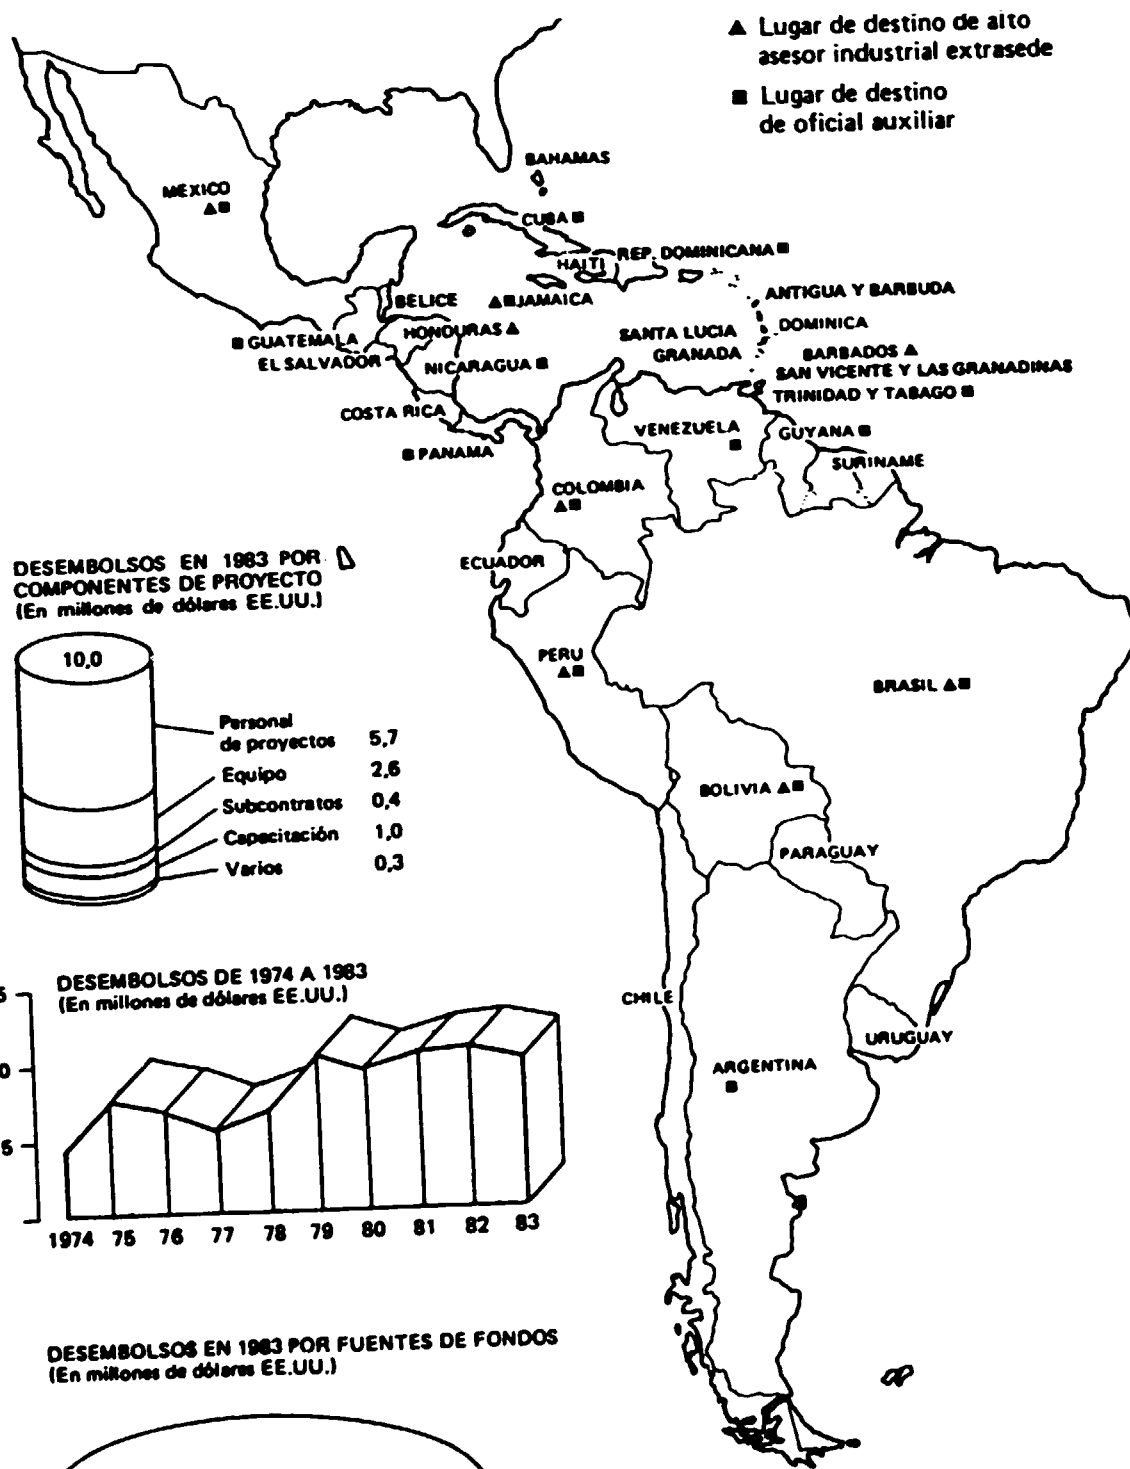 ▲ Lugar de destino de alto
asesor industrial extrasede
■ Lugar de destino
de oficial auxiliar
BAHAMAS
MEXICO
▲■
CUBA ■
REP. DOMINICANA ■
HAITI
BELICE
▲■JAMAICA
ANTIGUA Y BARBUDA
HONDURAS ▲
SANTA LUCIA
DOMINICA
■ GUATEMALA
GRANADA
BARBADOS ▲
EL SALVADOR
NICARAGUA ■
SAN VICENTE Y LAS GRANADINAS
TRINIDAD Y TABAGO ■
COSTA RICA
VENEZUELA
■
GUYANA ■
■ PANAMA
SURINAME
COLOMBIA
▲■
ECUADOR
PERU
▲■
BRASIL ▲■
BOLIVIA ▲■
PARAGUAY
CHILE
URUGUAY
ARGENTINA
■
DESEMBOLSOS EN 1983 POR
COMPONENTES DE PROYECTO
(En millones de dólares EE.UU.)
10,0
Personal
de proyectos 5,7
Equipo 2,6
Subcontratos 0,4
Capacitación 1,0
Varios 0,3
DESEMBOLSOS DE 1974 A 1983
(En millones de dólares EE.UU.)
5
0
5
1974 75 76 77 78 79 80 81 82 83
DESEMBOLSOS EN 1983 POR FUENTES DE FONDOS
(En millones de dólares EE.UU.)